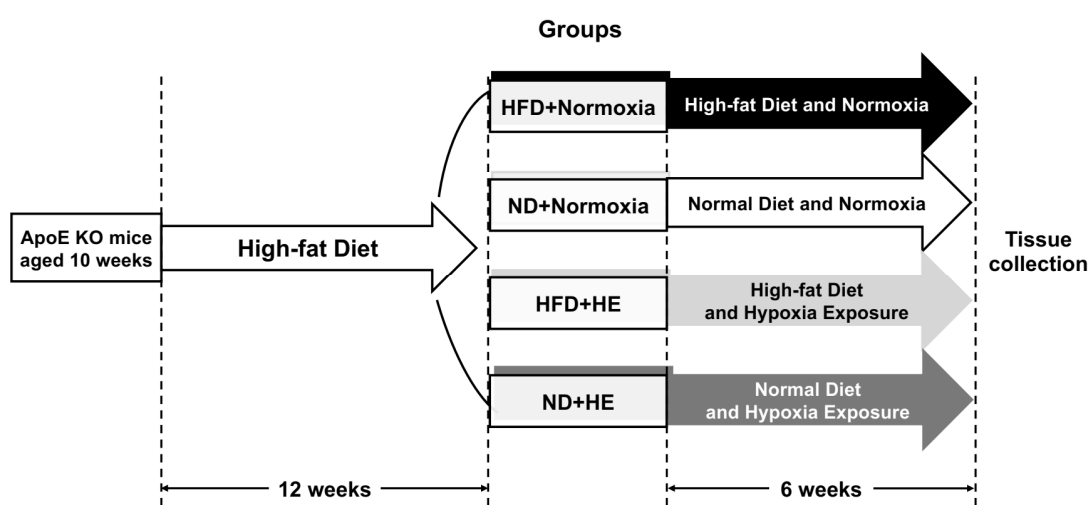 Groups
HFD+Normoxia
High-fat Diet and Normoxia
ND+Normoxia
Normal Diet and Normoxia
ApoE KO mice
aged 10 weeks
High-fat Diet
HFD+HE
High-fat Diet
and Hypoxia Exposure
Tissue
collection
ND+HE
Normal Diet
and Hypoxia Exposure
12 weeks
6 weeks